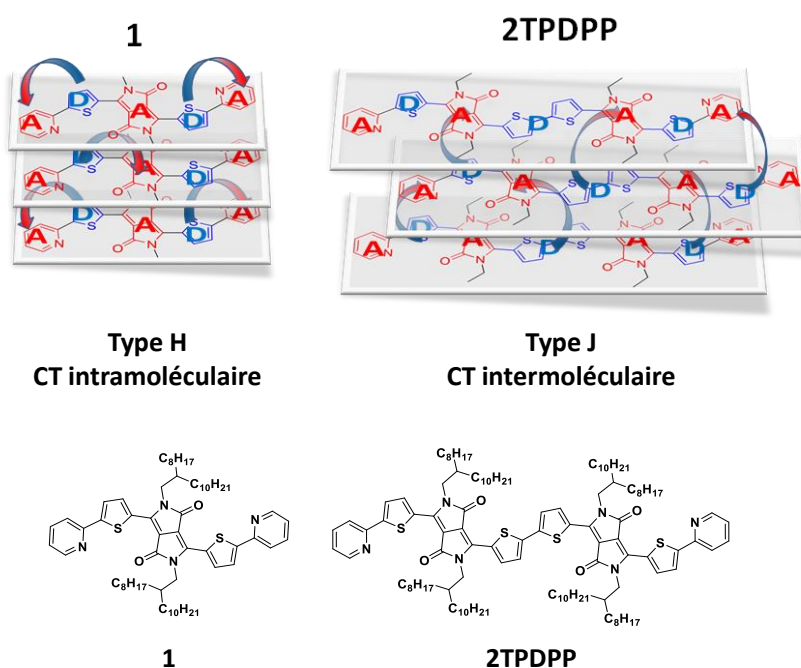 1
2TPDPP
A N D S N O A O N S D N A
A N D S N O A O N S D N A
A N D S N O A O N S D N A
A N D S N O A O N S D S N O A O N S D N A
A N D S N O A O N S D S N O A O N S D N A
A N D S N O A O N S D S N O A O N S D N A
Type H
CT intramoléculaire
Type J
CT intermoléculaire
C8H17
C10H21
N
O
S
N
N
S
O
N
C8H17
C10H21
C8H17
C10H21
C10H21
C8H17
N
O
N
O
S
S
N
S
O
N
S
O
N
N
C8H17
C10H21
C10H21
C8H17
1
2TPDPP